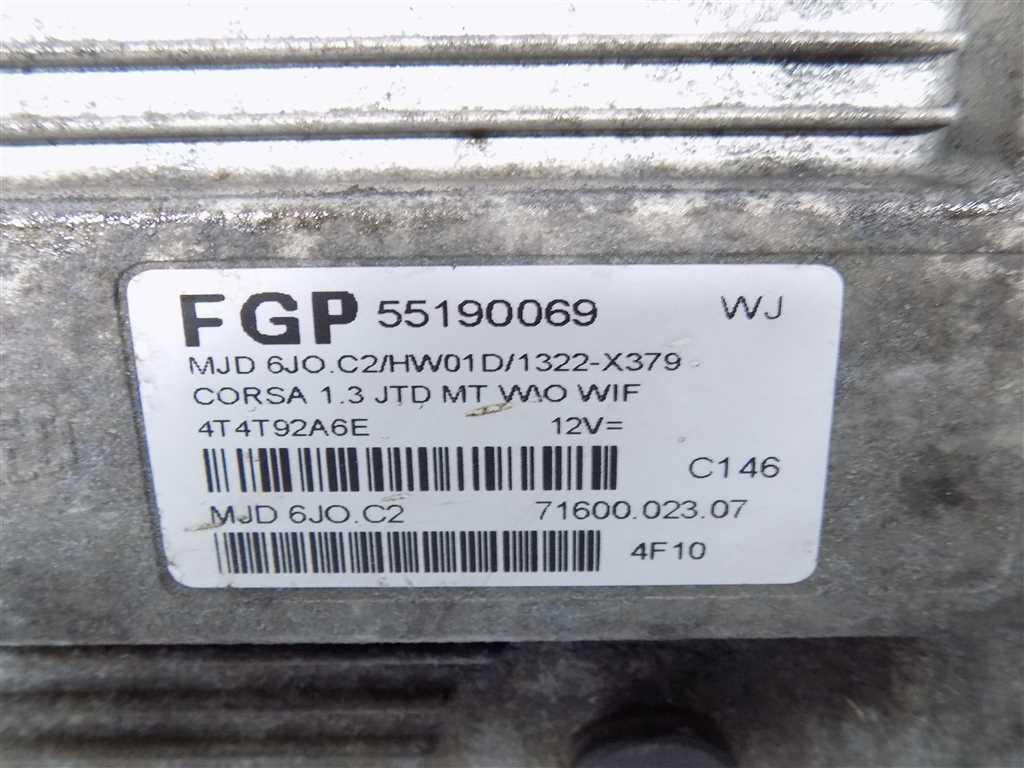 FGP 55190069 WJ
MJD 6JO.C2/HW01D/1322-X379
CORSA 1.3 JTD MT W\O WIF
4T4T92A6E 12V=
C146
MJD 6JO.C2 71600.023.07
4F10